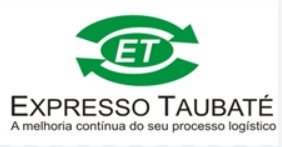 ET
EXPRESSO TAUBATÉ
A melhoria contínua do seu processo logístico